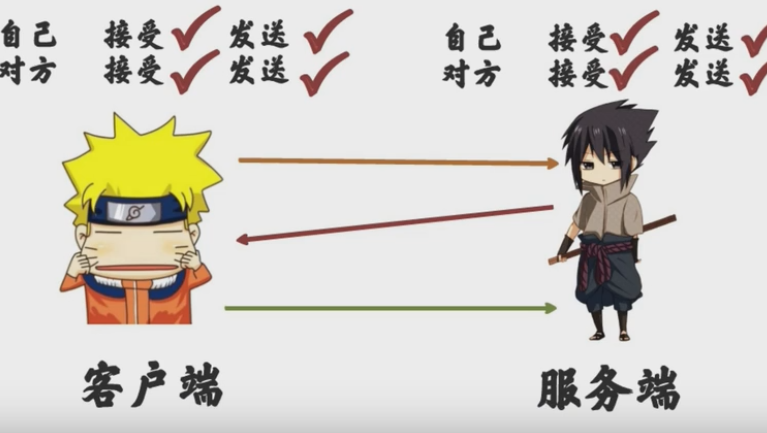 自己 接受 发送 自己 接受 发送
对方 接受 发送 对方 接受 发送
客户端 服务端